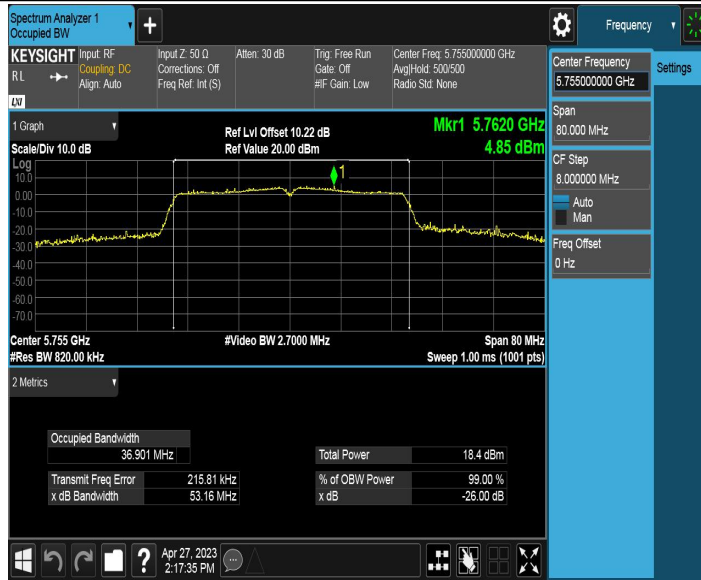 Spectrum Analyzer 1
Occupied BW
Frequency
KEYSIGHT
RL
LXI
Input: RF
Coupling: DC
Align: Auto
Input Z: 50 Ω
Corrections: Off
Freq Ref: Int (S)
Atten: 30 dB
Trig: Free Run
Gate: Off
#IF Gain: Low
Center Freq: 5.755000000 GHz
Avg|Hold: 500/500
Radio Std: None
Center Frequency
5.755000000 GHz
Settings
Span
80.000 MHz
CF Step
8.000000 MHz
Auto
Man
Freq Offset
0 Hz
1 Graph
Scale/Div 10.0 dB
Ref Lvl Offset 10.22 dB
Ref Value 20.00 dBm
Mkr1 5.7620 GHz
4.85 dBm
Log
10.0
0.00
-10.0
-20.0
-30.0
-40.0
-50.0
-60.0
-70.0
1
Center 5.755 GHz
#Res BW 820.00 kHz
#Video BW 2.7000 MHz
Span 80 MHz
Sweep 1.00 ms (1001 pts)
2 Metrics
Occupied Bandwidth
36.901 MHz
Total Power 18.4 dBm
Transmit Freq Error 215.81 kHz
% of OBW Power 99.00 %
x dB Bandwidth 53.16 MHz
x dB -26.00 dB
?
Apr 27, 2023
2:17:35 PM